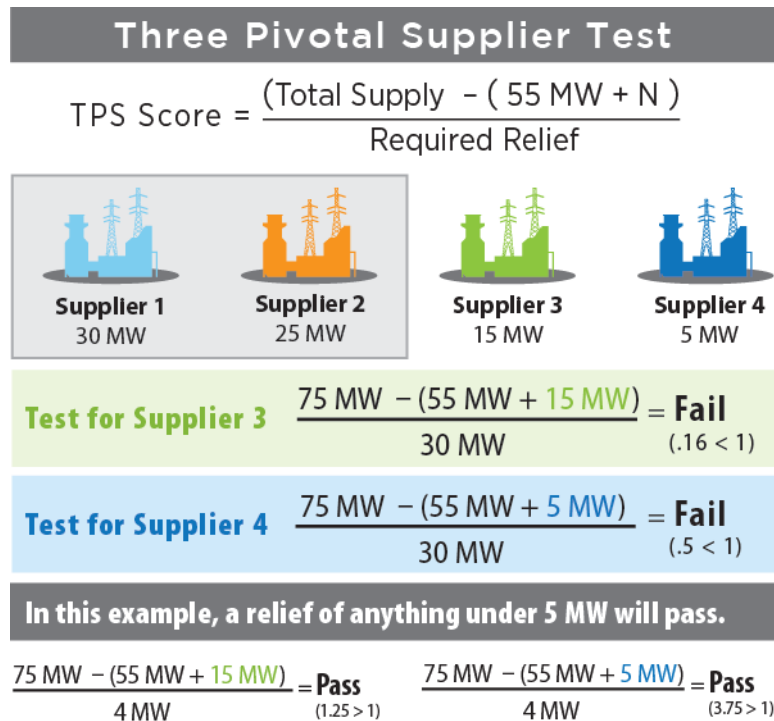 Three Pivotal Supplier Test
TPS Score = (Total Supply – ( 55 MW + N )
Required Relief
Supplier 1
30 MW
Supplier 2
25 MW
Supplier 3
15 MW
Supplier 4
5 MW
Test for Supplier 3
75 MW – (55 MW + 15 MW)
30 MW
= Fail
(.16 < 1)
Test for Supplier 4
75 MW – (55 MW + 5 MW)
30 MW
= Fail
(.5 < 1)
In this example, a relief of anything under 5 MW will pass.
75 MW – (55 MW + 15 MW)
4 MW
= Pass
(1.25 > 1)
75 MW – (55 MW + 5 MW)
4 MW
= Pass
(3.75 > 1)